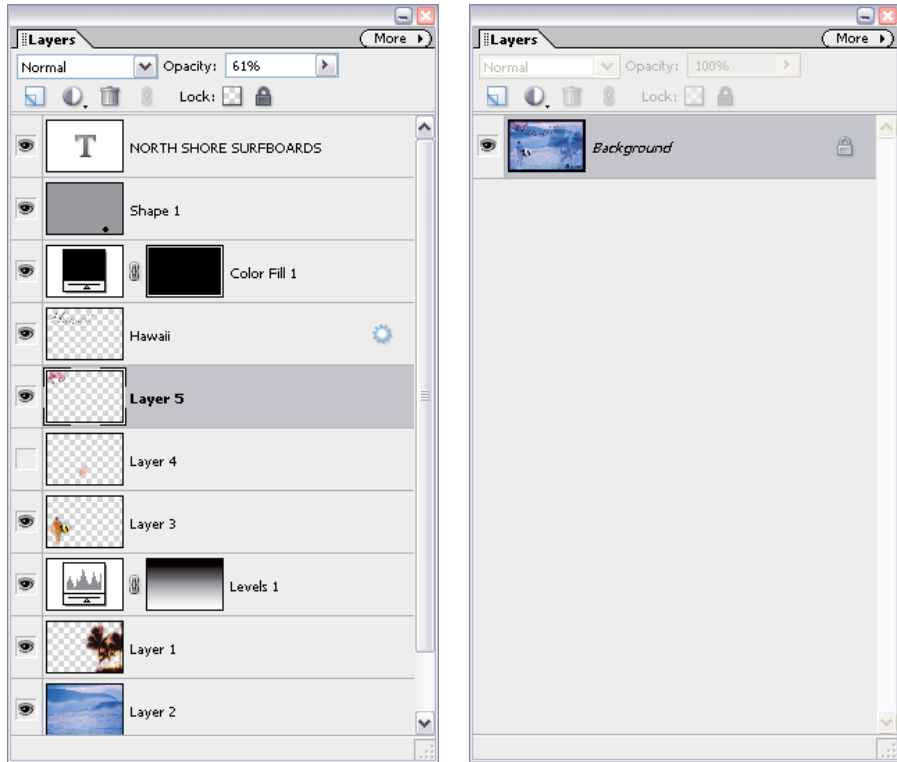 Layers
More
Normal
Opacity: 61%
Lock:
T
NORTH SHORE SURFBOARDS
Shape 1
Color Fill 1
Hawaii
Layer 5
Layer 4
Layer 3
Levels 1
Layer 1
Layer 2
Layers
More
Normal
Opacity: 100%
Lock:
Background